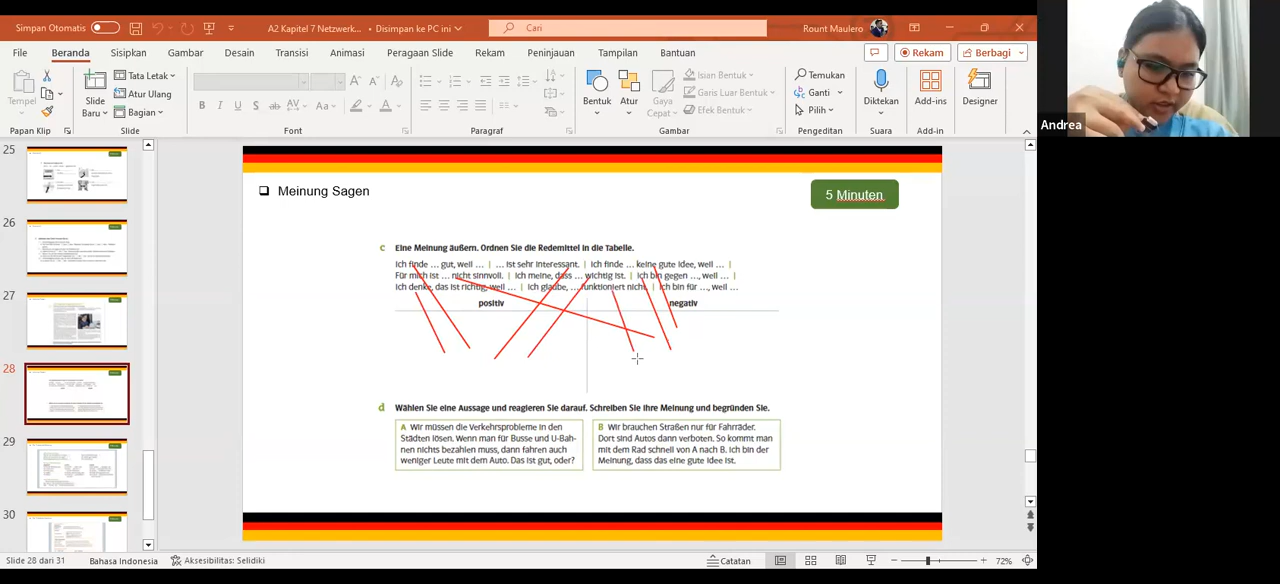 Simpan Otomatis A2 Kapitel 7 Netzwerk... • Disimpan ke PC ini Cari Rount Maulero
File Beranda Sisipkan Gambar Desain Transisi Animasi Peragaan Slide Rekam Peninjauan Tampilan Bantuan Rekam Berbagi
Tempel Slide Baru Tata Letak Atur Ulang Bagian
B I U S ab AV Aa A
Bentuk Atur Gaya Cepat Isian Bentuk Garis Luar Bentuk Efek Bentuk
Temukan Ganti Pilih Diktekan Add-ins Designer
Papan Klip Slide Font Paragraf Gambar Pengeditan Suara Add-in
Andrea
25
26
27
28
29
30
Meinung Sagen
5 Minuten
c Eine Meinung äußern. Ordnen Sie die Redemittel in die Tabelle.
Ich finde ... gut, weil ... | ... ist sehr interessant. | Ich finde ... keine gute Idee, weil ... |
Für mich ist ... nicht sinnvoll. | Ich meine, dass ... wichtig ist. | Ich bin gegen ..., weil ... |
Ich denke, das ist richtig, weil ... | Ich glaube, ... funktioniert nicht. | Ich bin für ..., weil ...
positiv negativ
d Wählen Sie eine Aussage und reagieren Sie darauf. Schreiben Sie Ihre Meinung und begründen Sie.
A Wir müssen die Verkehrsprobleme in den
Städten lösen. Wenn man für Busse und U-Bah-
nen nichts bezahlen muss, dann fahren auch
weniger Leute mit dem Auto. Das ist gut, oder?
B Wir brauchen Straßen nur für Fahrräder.
Dort sind Autos dann verboten. So kommt man
mit dem Rad schnell von A nach B. Ich bin der
Meinung, dass das eine gute Idee ist.
Slide 28 dari 31 Bahasa Indonesia Aksesibilitas: Selidiki Catatan 72%